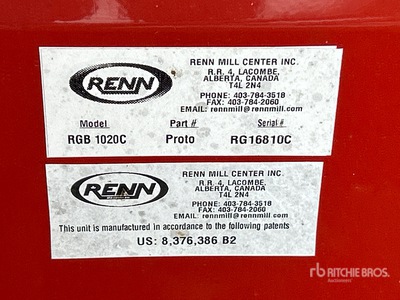 RENN
RENN MILL CENTER INC.
R.R. 4, LACOMBE,
ALBERTA, CANADA
T4L 2N4
PHONE: 403-784-3518
FAX: 403-784-2060
EMAIL: rennmill@rennmill.com
Model Part # Serial #
RGB 1020C Proto RG16810C
RENN
RENN MILL CENTER INC.
R.R. 4, LACOMBE,
ALBERTA, CANADA
T4L 2N4
PHONE: 403-784-3518
FAX: 403-784-2060
EMAIL: rennmill@rennmill.com
This unit is manufactured in accordance to the following patents
US: 8,376,386 B2
rb RITCHIE BROS.
Auctioneers